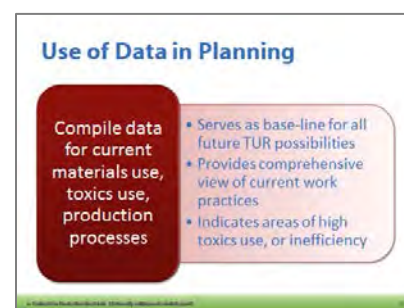 Use of Data in Planning
Compile data
for current
materials use,
toxics use,
production
processes
• Serves as base-line for all
future TUR possibilities
• Provides comprehensive
view of current work
practices
• Indicates areas of high
toxics use, or inefficiency